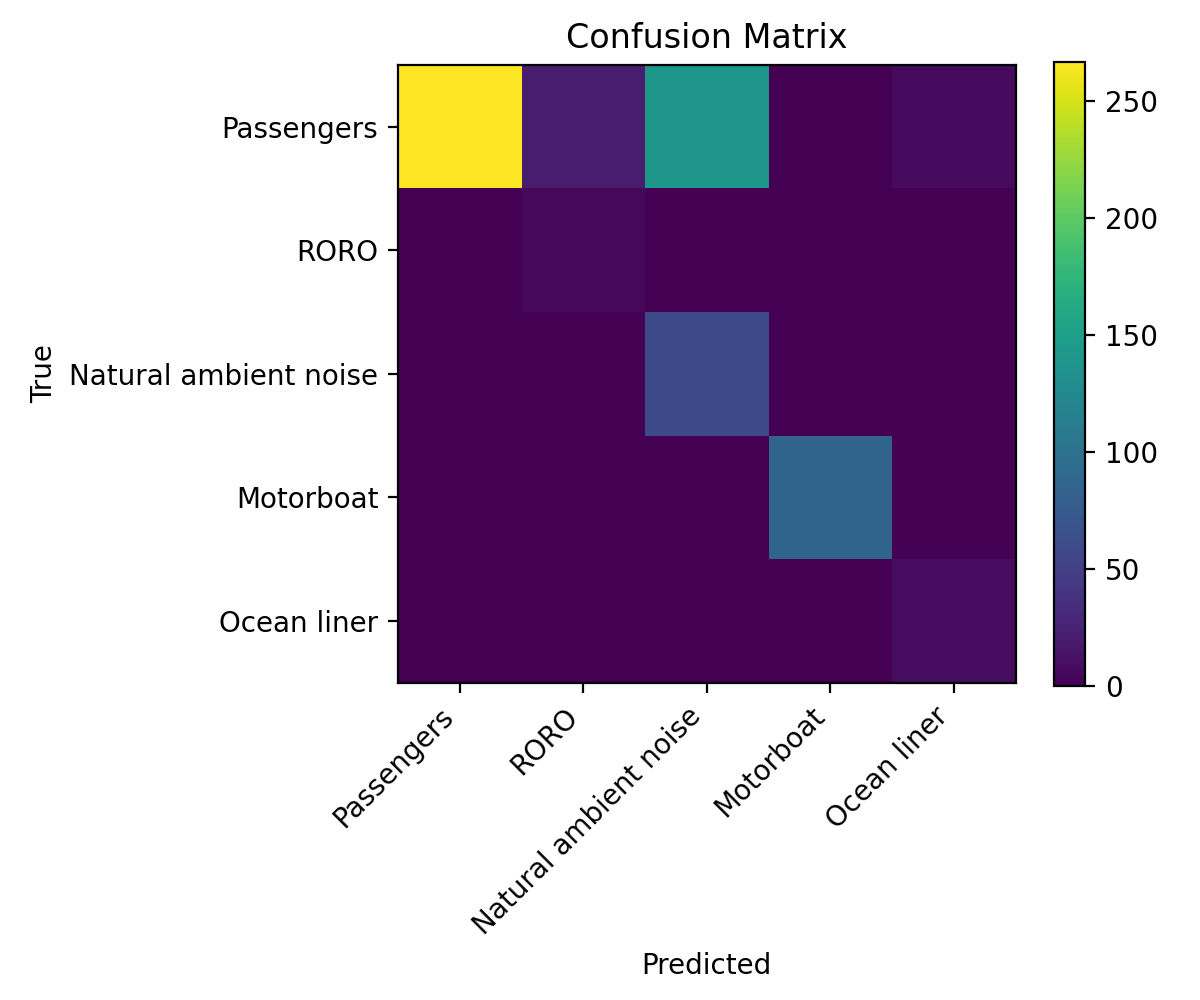 Confusion Matrix
Passengers
RORO
Natural ambient noise
Motorboat
Ocean liner
True
Passengers
RORO
Natural ambient noise
Motorboat
Ocean liner
Predicted
250
200
150
100
50
0